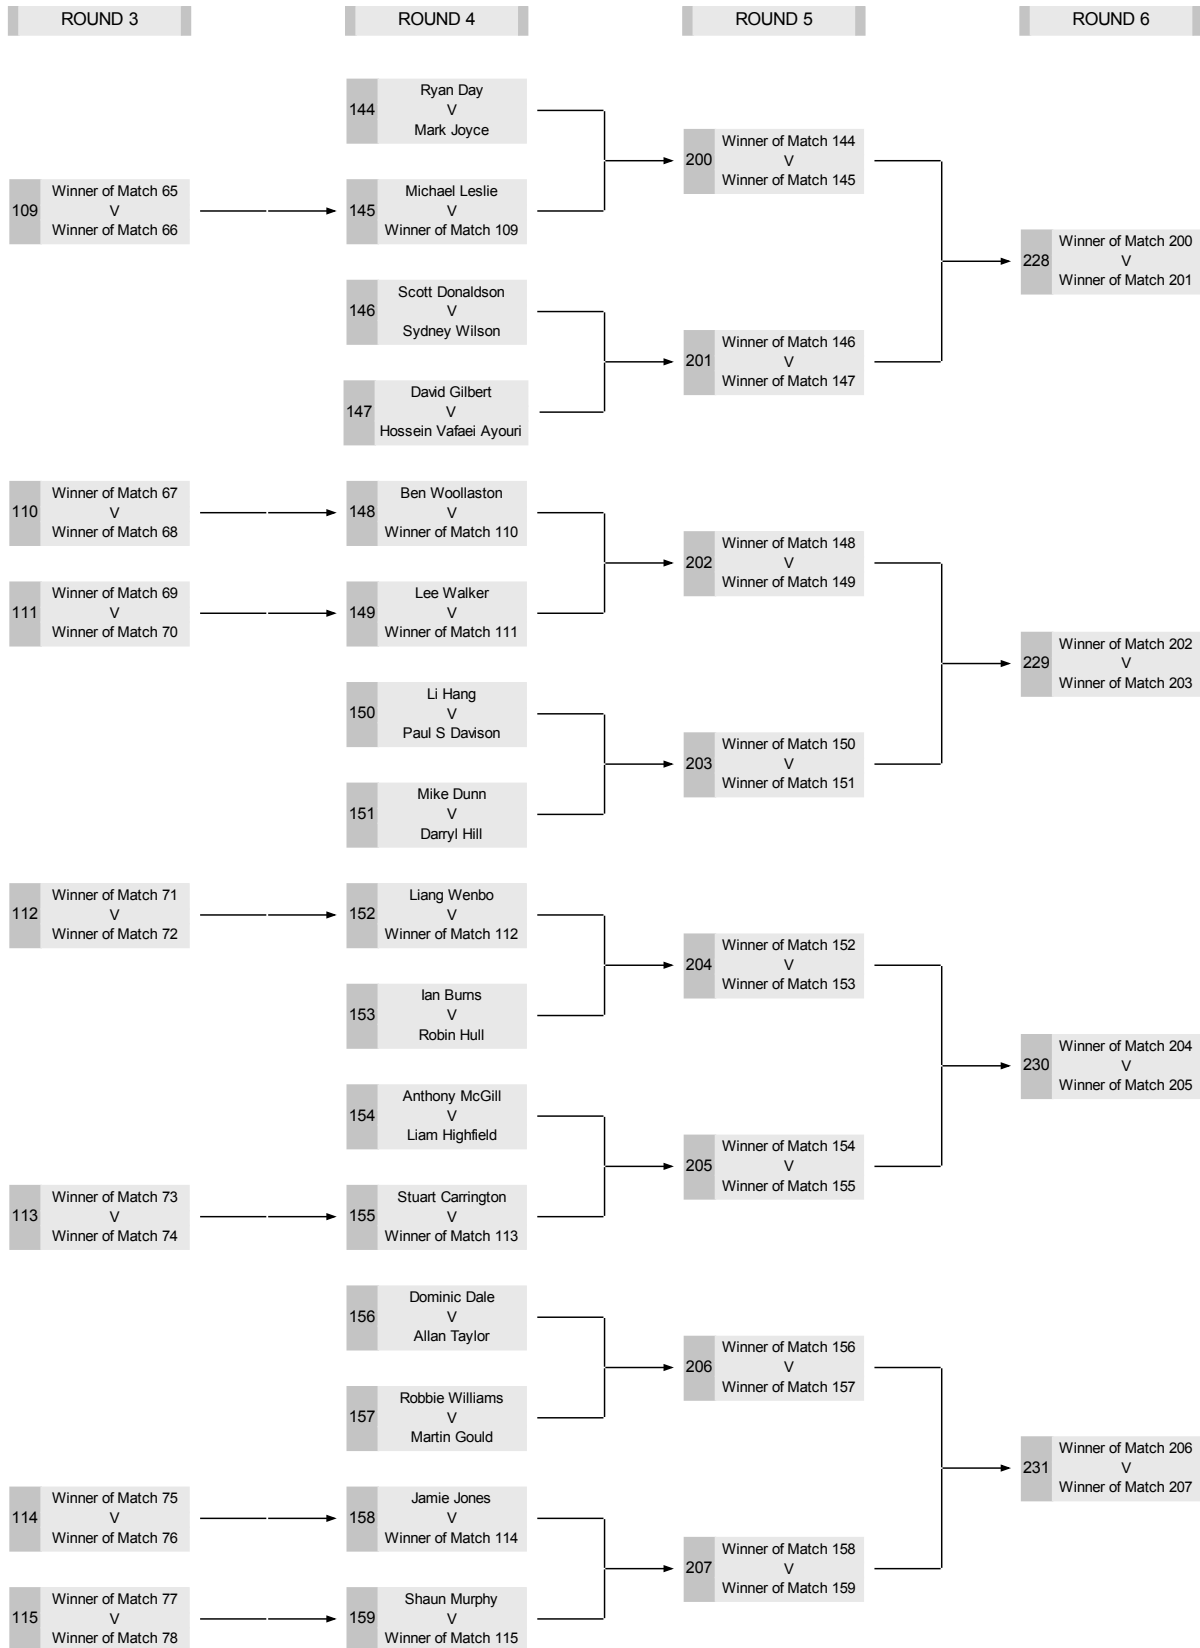 ROUND 3
ROUND 4
ROUND 5
ROUND 6
144
Ryan Day
V
Mark Joyce
109
Winner of Match 65
V
Winner of Match 66
145
Michael Leslie
V
Winner of Match 109
200
Winner of Match 144
V
Winner of Match 145
146
Scott Donaldson
V
Sydney Wilson
147
David Gilbert
V
Hossein Vafaei Ayouri
201
Winner of Match 146
V
Winner of Match 147
228
Winner of Match 200
V
Winner of Match 201
110
Winner of Match 67
V
Winner of Match 68
148
Ben Woollaston
V
Winner of Match 110
111
Winner of Match 69
V
Winner of Match 70
149
Lee Walker
V
Winner of Match 111
202
Winner of Match 148
V
Winner of Match 149
150
Li Hang
V
Paul S Davison
151
Mike Dunn
V
Darryl Hill
203
Winner of Match 150
V
Winner of Match 151
229
Winner of Match 202
V
Winner of Match 203
112
Winner of Match 71
V
Winner of Match 72
152
Liang Wenbo
V
Winner of Match 112
153
Ian Burns
V
Robin Hull
204
Winner of Match 152
V
Winner of Match 153
154
Anthony McGill
V
Liam Highfield
113
Winner of Match 73
V
Winner of Match 74
155
Stuart Carrington
V
Winner of Match 113
205
Winner of Match 154
V
Winner of Match 155
230
Winner of Match 204
V
Winner of Match 205
156
Dominic Dale
V
Allan Taylor
157
Robbie Williams
V
Martin Gould
206
Winner of Match 156
V
Winner of Match 157
114
Winner of Match 75
V
Winner of Match 76
158
Jamie Jones
V
Winner of Match 114
115
Winner of Match 77
V
Winner of Match 78
159
Shaun Murphy
V
Winner of Match 115
207
Winner of Match 158
V
Winner of Match 159
231
Winner of Match 206
V
Winner of Match 207